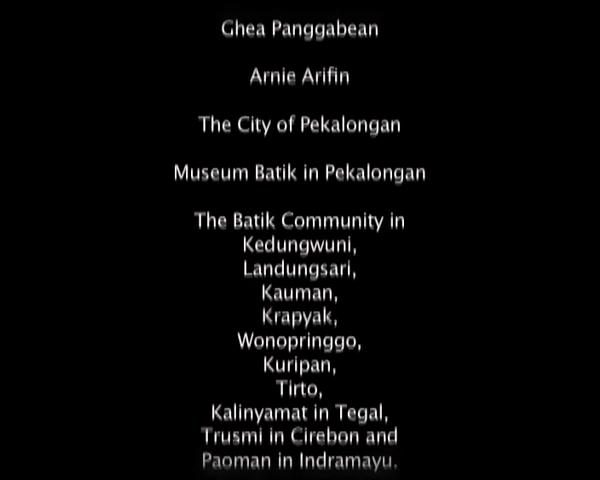 Ghea Panggabean
Arnie Arifin
The City of Pekalongan
Museum Batik in Pekalongan
The Batik Community in
Kedungwuni,
Landungsari,
Kauman,
Krapyak,
Wonopringgo,
Kuripan,
Tirto,
Kalinyamat in Tegal,
Trusmi in Cirebon and
Paoman in Indramayu.